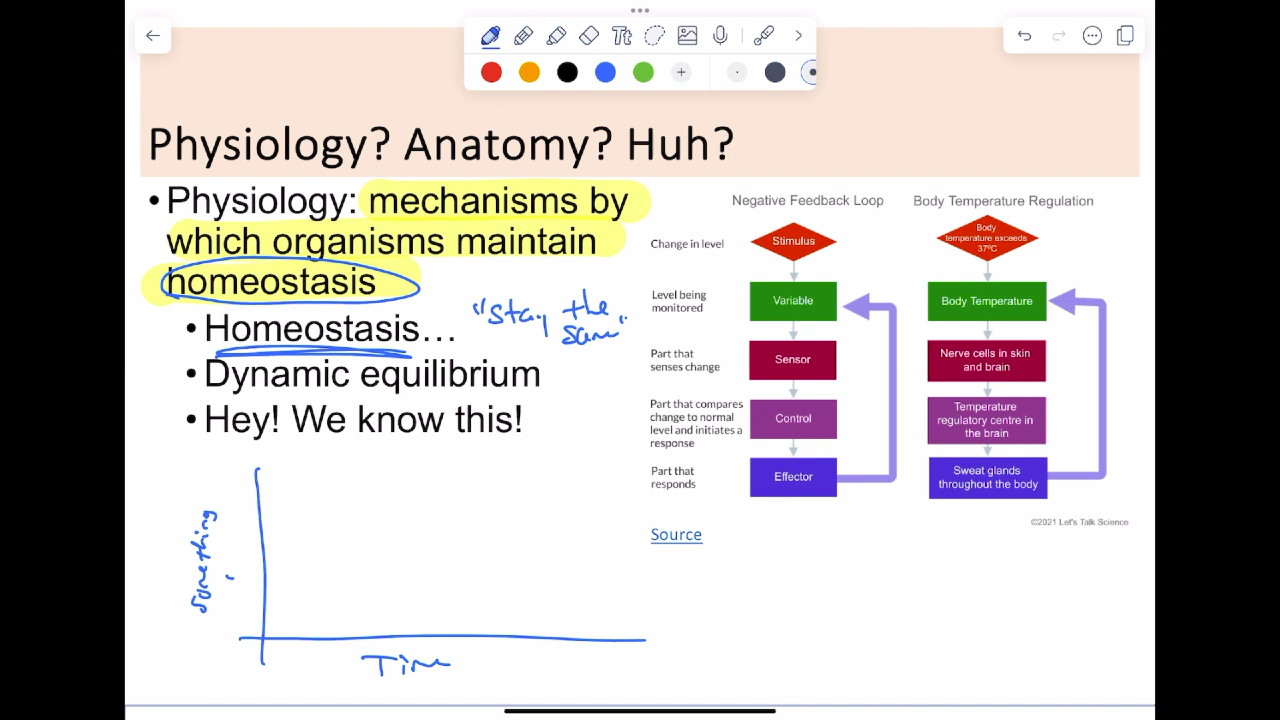 Physiology? Anatomy? Huh?
• Physiology: mechanisms by
which organisms maintain
homeostasis
• Homeostasis…
"Stay the
same"
• Dynamic equilibrium
• Hey! We know this!
something
Time
Negative Feedback Loop
Body Temperature Regulation
Change in level
Stimulus
Body
temperature exceeds
37°C
Level being
monitored
Variable
Body Temperature
Part that
senses change
Sensor
Nerve cells in skin
and brain
Part that compares
change to normal
level and initiates a
response
Control
Temperature
regulatory centre in
the brain
Part that
responds
Effector
Sweat glands
throughout the body
©2021 Let's Talk Science
Source
Tt